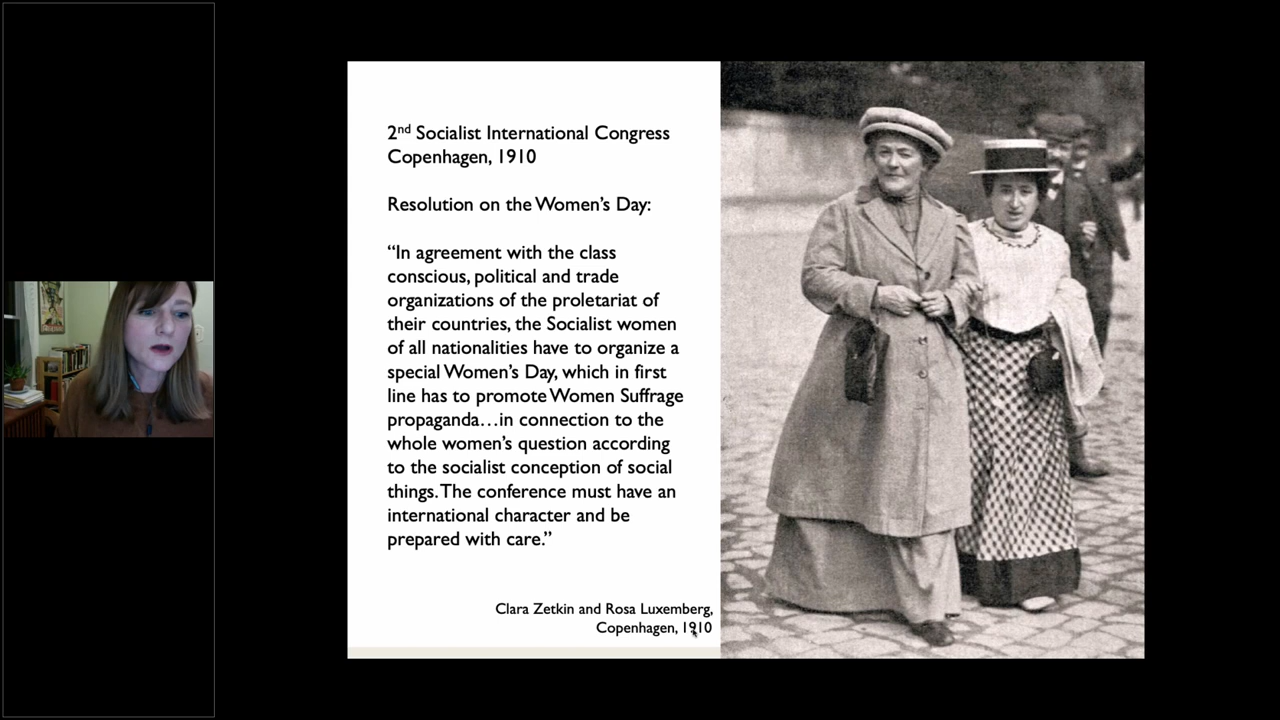 2nd Socialist International Congress
Copenhagen, 1910
Resolution on the Women’s Day:
“In agreement with the class
conscious, political and trade
organizations of the proletariat of
their countries, the Socialist women
of all nationalities have to organize a
special Women’s Day, which in first
line has to promote Women Suffrage
propaganda…in connection to the
whole women’s question according
to the socialist conception of social
things. The conference must have an
international character and be
prepared with care.”
Clara Zetkin and Rosa Luxemberg,
Copenhagen, 1910